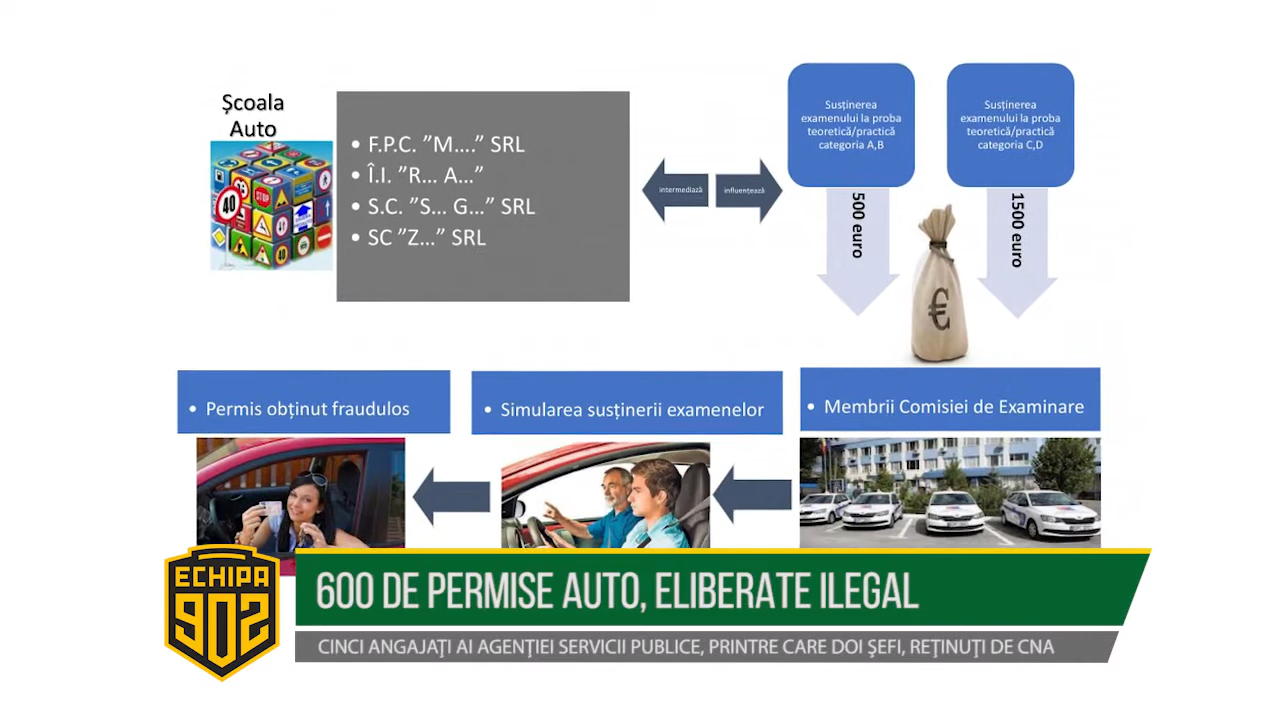 Școala
Auto
• F.P.C. ”M....” SRL
• Î.I. ”R... A...”
• S.C. ”S... G...” SRL
• SC ”Z...” SRL
intermediază
influențează
Susținerea
examenului la proba
teoretică/practică
categoria A,B
Susținerea
examenului la proba
teoretică/practică
categoria C,D
500 euro
1500 euro
€
• Permis obținut fraudulos
• Simularea susținerii examenelor
• Membrii Comisiei de Examinare
STOP
40
ECHIPA
902
600 DE PERMISE AUTO, ELIBERATE ILEGAL
CINCI ANGAJAȚI AI AGENȚIEI SERVICII PUBLICE, PRINTRE CARE DOI ȘEFI, REȚINUȚI DE CNA